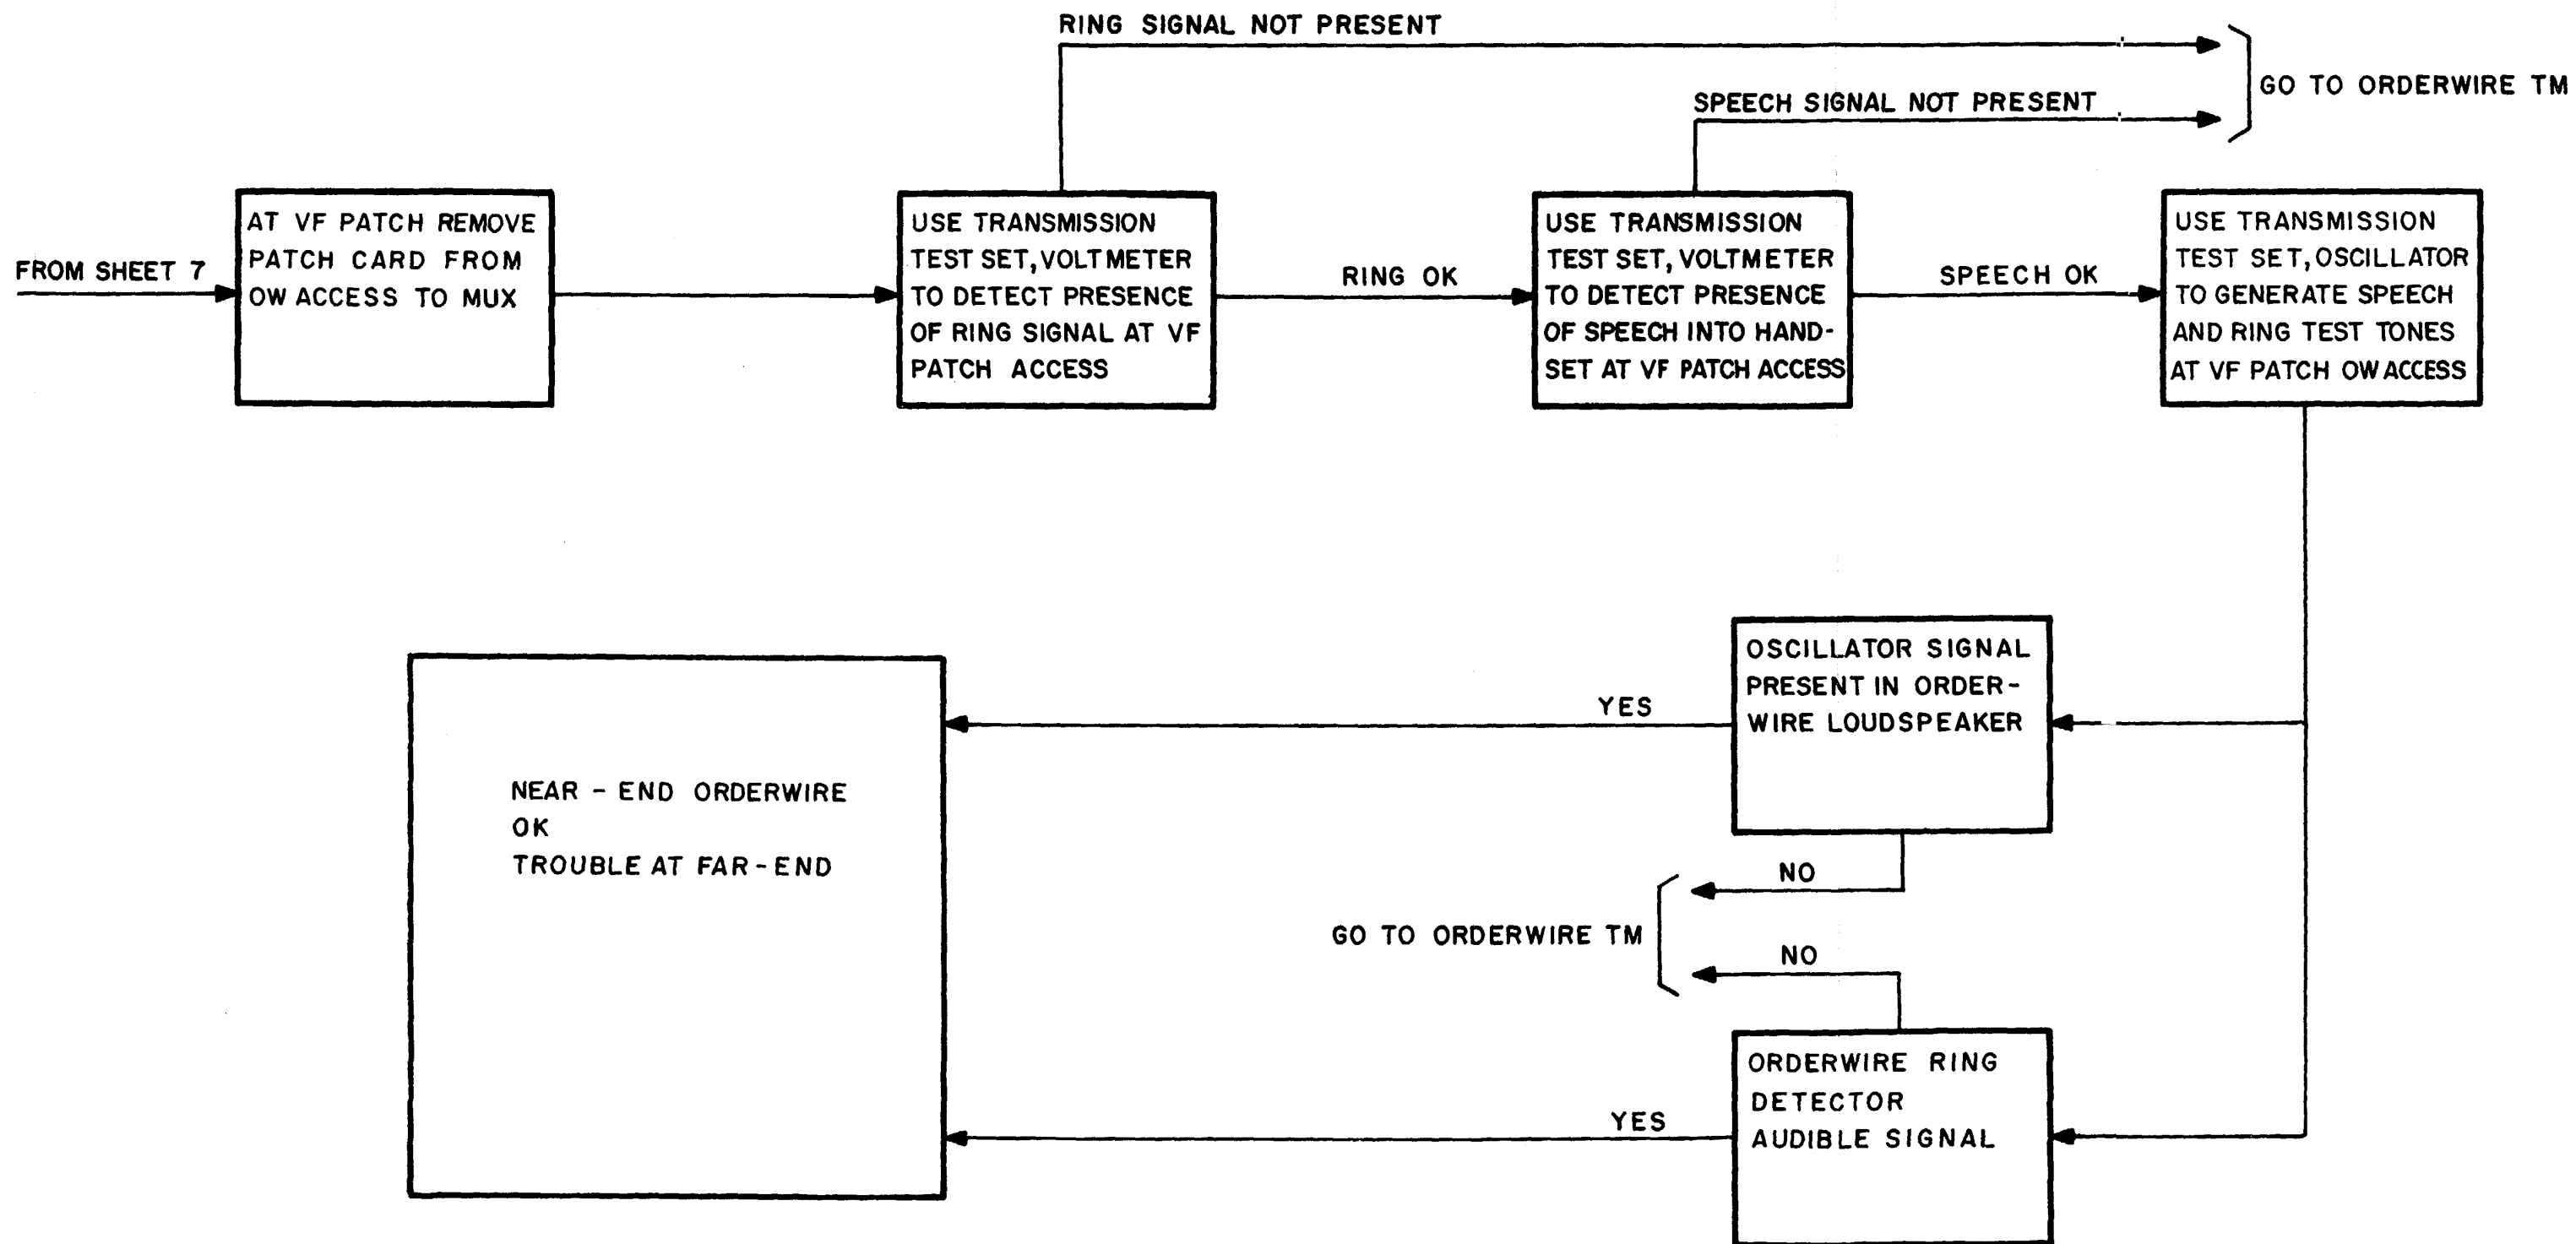 RING SIGNAL NOT PRESENT
GO TO ORDERWIRE TM
SPEECH SIGNAL NOT PRESENT
FROM SHEET 7
AT VF PATCH REMOVE
PATCH CARD FROM
OW ACCESS TO MUX
USE TRANSMISSION
TEST SET, VOLTMETER
TO DETECT PRESENCE
OF RING SIGNAL AT VF
PATCH ACCESS
RING OK
USE TRANSMISSION
TEST SET, VOLTMETER
TO DETECT PRESENCE
OF SPEECH INTO HAND-
SET AT VF PATCH ACCESS
SPEECH OK
USE TRANSMISSION
TEST SET, OSCILLATOR
TO GENERATE SPEECH
AND RING TEST TONES
AT VF PATCH OW ACCESS
OSCILLATOR SIGNAL
PRESENT IN ORDER-
WIRE LOUDSPEAKER
YES
NEAR - END ORDERWIRE
OK
TROUBLE AT FAR - END
NO
GO TO ORDERWIRE TM
NO
ORDERWIRE RING
DETECTOR
AUDIBLE SIGNAL
YES